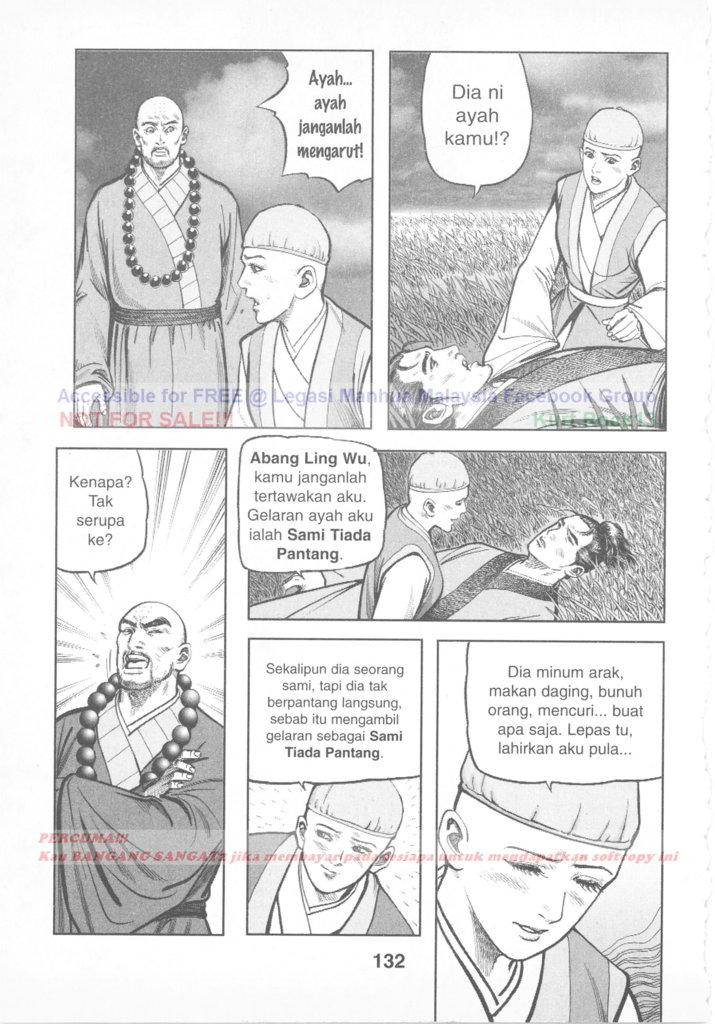 Ayah...
ayah
janganlah
mengarut!
Dia ni
ayah
kamu!?
Accessible for FREE @ Legasi Manhua Malaysia Facebook Group
NOT FOR SALE!!!
Kenapa?
Tak
serupa
ke?
Abang Ling Wu,
kamu janganlah
tertawakan aku.
Gelaran ayah aku
ialah Sami Tiada
Pantang.
Sekalipun dia seorang
sami, tapi dia tak
berpantang langsung,
sebab itu mengambil
gelaran sebagai Sami
Tiada Pantang.
Dia minum arak,
makan daging, bunuh
orang, mencuri... buat
apa saja. Lepas tu,
lahirkan aku pula...
PERCUMA!!!
Kau BANGANG SANGAT2 jika membayar pada sesiapa untuk mendapatkan softcopy ini
132